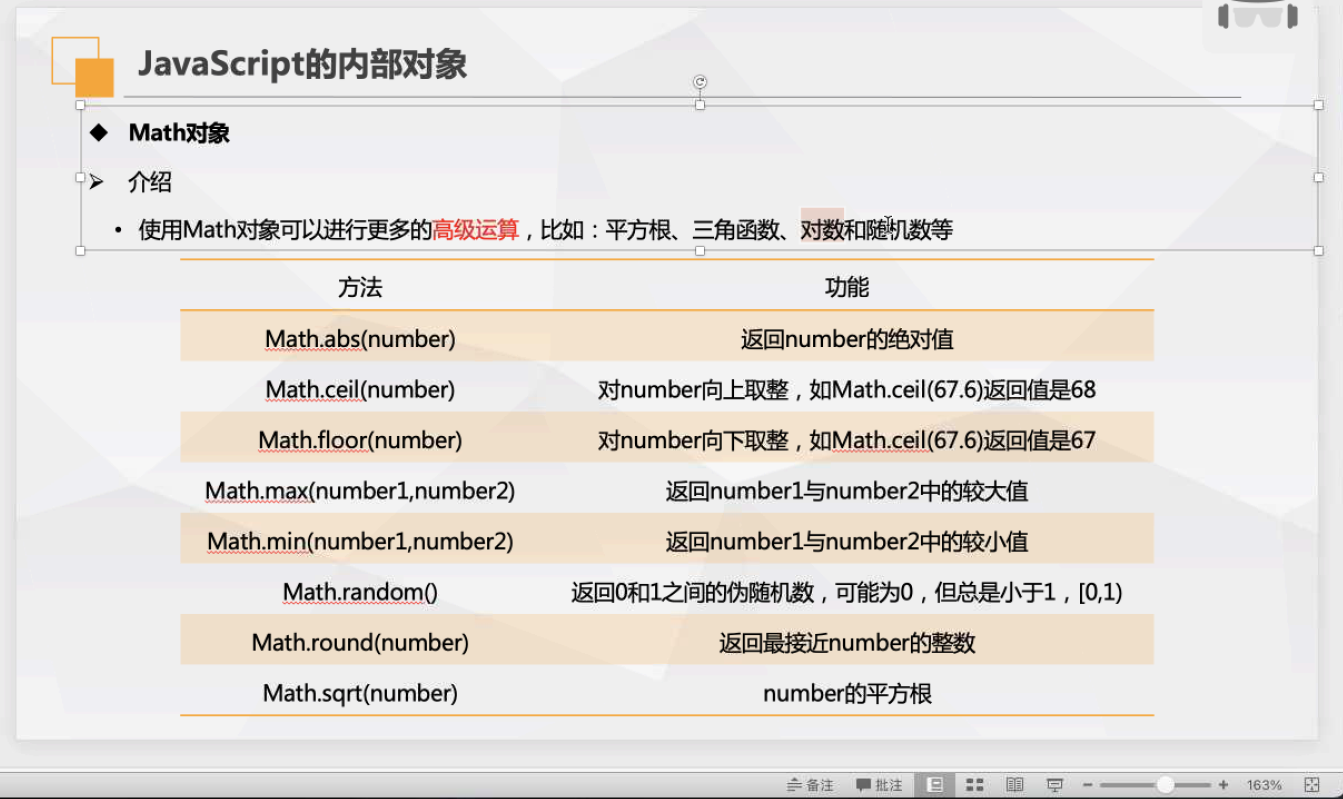 JavaScript的内部对象
Math对象
介绍
使用Math对象可以进行更多的高级运算，比如：平方根、三角函数、对数和随机数等
方法 功能
Math.abs(number) 返回number的绝对值
Math.ceil(number) 对number向上取整，如Math.ceil(67.6)返回值是68
Math.floor(number) 对number向下取整，如Math.ceil(67.6)返回值是67
Math.max(number1,number2) 返回number1与number2中的较大值
Math.min(number1,number2) 返回number1与number2中的较小值
Math.random() 返回0和1之间的伪随机数，可能为0，但总是小于1，[0,1)
Math.round(number) 返回最接近number的整数
Math.sqrt(number) number的平方根
备注 批注 163%